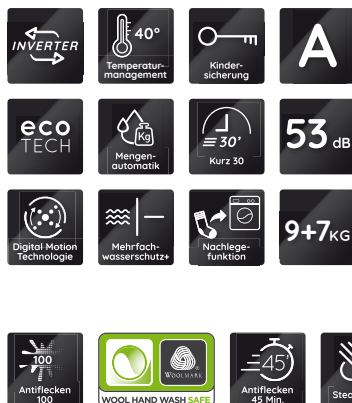 INVERTER
40°
Temperatur-
management
Kinder-
sicherung
A
eco
TECH
Kg
Mengen-
automatik
30'
Kurz 30
53 dB
Digital Motion
Technologie
Mehrfach-
wasserschutz+
Nachlege-
funktion
9+7KG
100
Antiflecken
100
WOOLMARK
WOOL HAND WASH SAFE
45'
Antiflecken
45 Min.